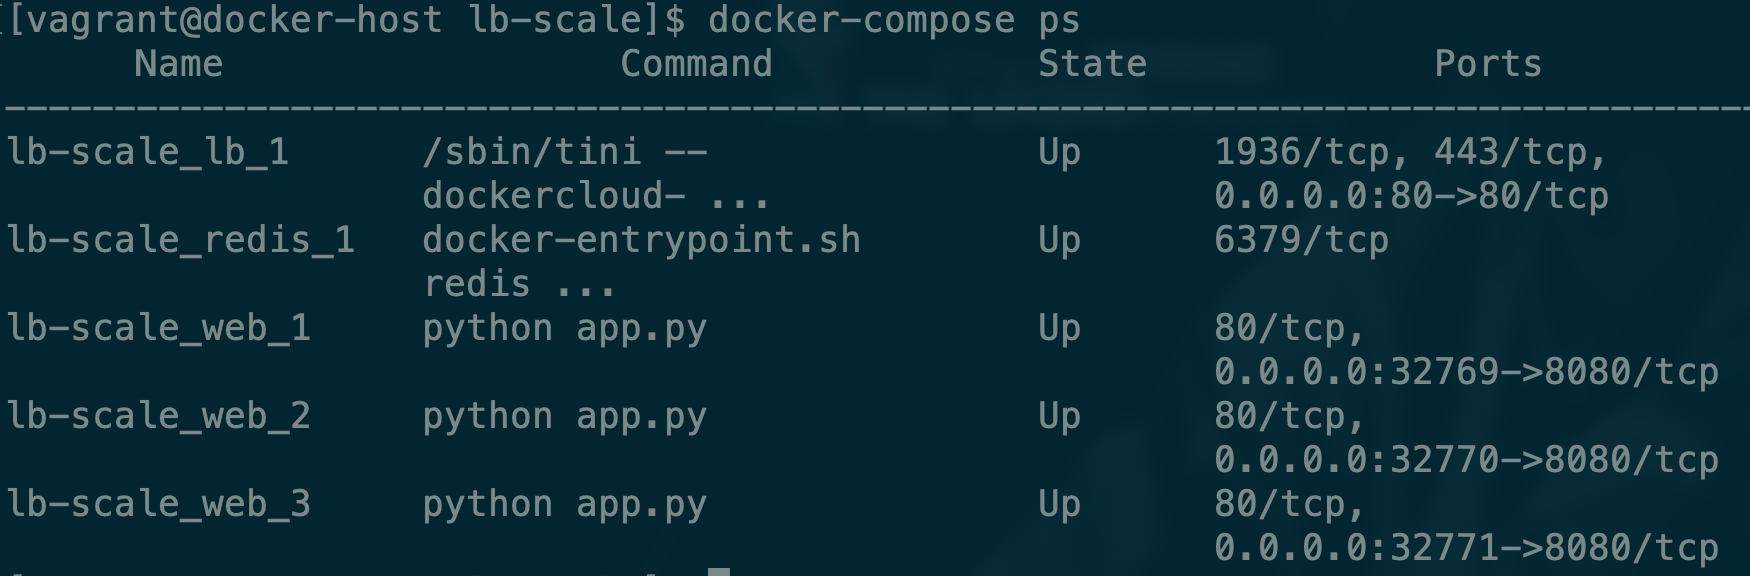 [[vagrant@docker-host lb-scale]$ docker-compose ps
Name Command State Ports
--------------------------------------------------------------------------------
lb-scale_lb_1 /sbin/tini -- Up 1936/tcp, 443/tcp,
dockercloud- ... 0.0.0.0:80->80/tcp
lb-scale_redis_1 docker-entrypoint.sh Up 6379/tcp
redis ...
lb-scale_web_1 python app.py Up 80/tcp,
0.0.0.0:32769->8080/tcp
lb-scale_web_2 python app.py Up 80/tcp,
0.0.0.0:32770->8080/tcp
lb-scale_web_3 python app.py Up 80/tcp,
0.0.0.0:32771->8080/tcp